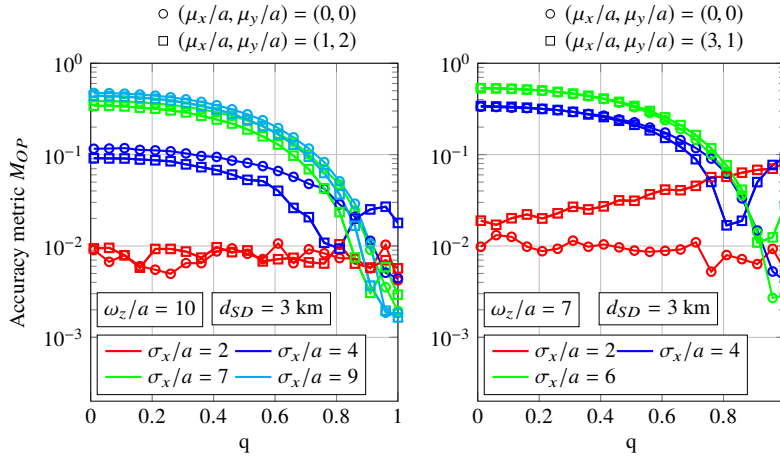 ○ (μx/a, μy/a) = (0, 0)
□ (μx/a, μy/a) = (1, 2)
Accuracy metric M_OP
10^0
10^−1
10^−2
10^−3
ωz/a = 10
d_SD = 3 km
σx/a = 2
σx/a = 4
σx/a = 7
σx/a = 9
0
0.2
0.4
0.6
0.8
1
q
○ (μx/a, μy/a) = (0, 0)
□ (μx/a, μy/a) = (3, 1)
10^0
10^−1
10^−2
10^−3
ωz/a = 7
d_SD = 3 km
σx/a = 2
σx/a = 4
σx/a = 6
0
0.2
0.4
0.6
0.8
q